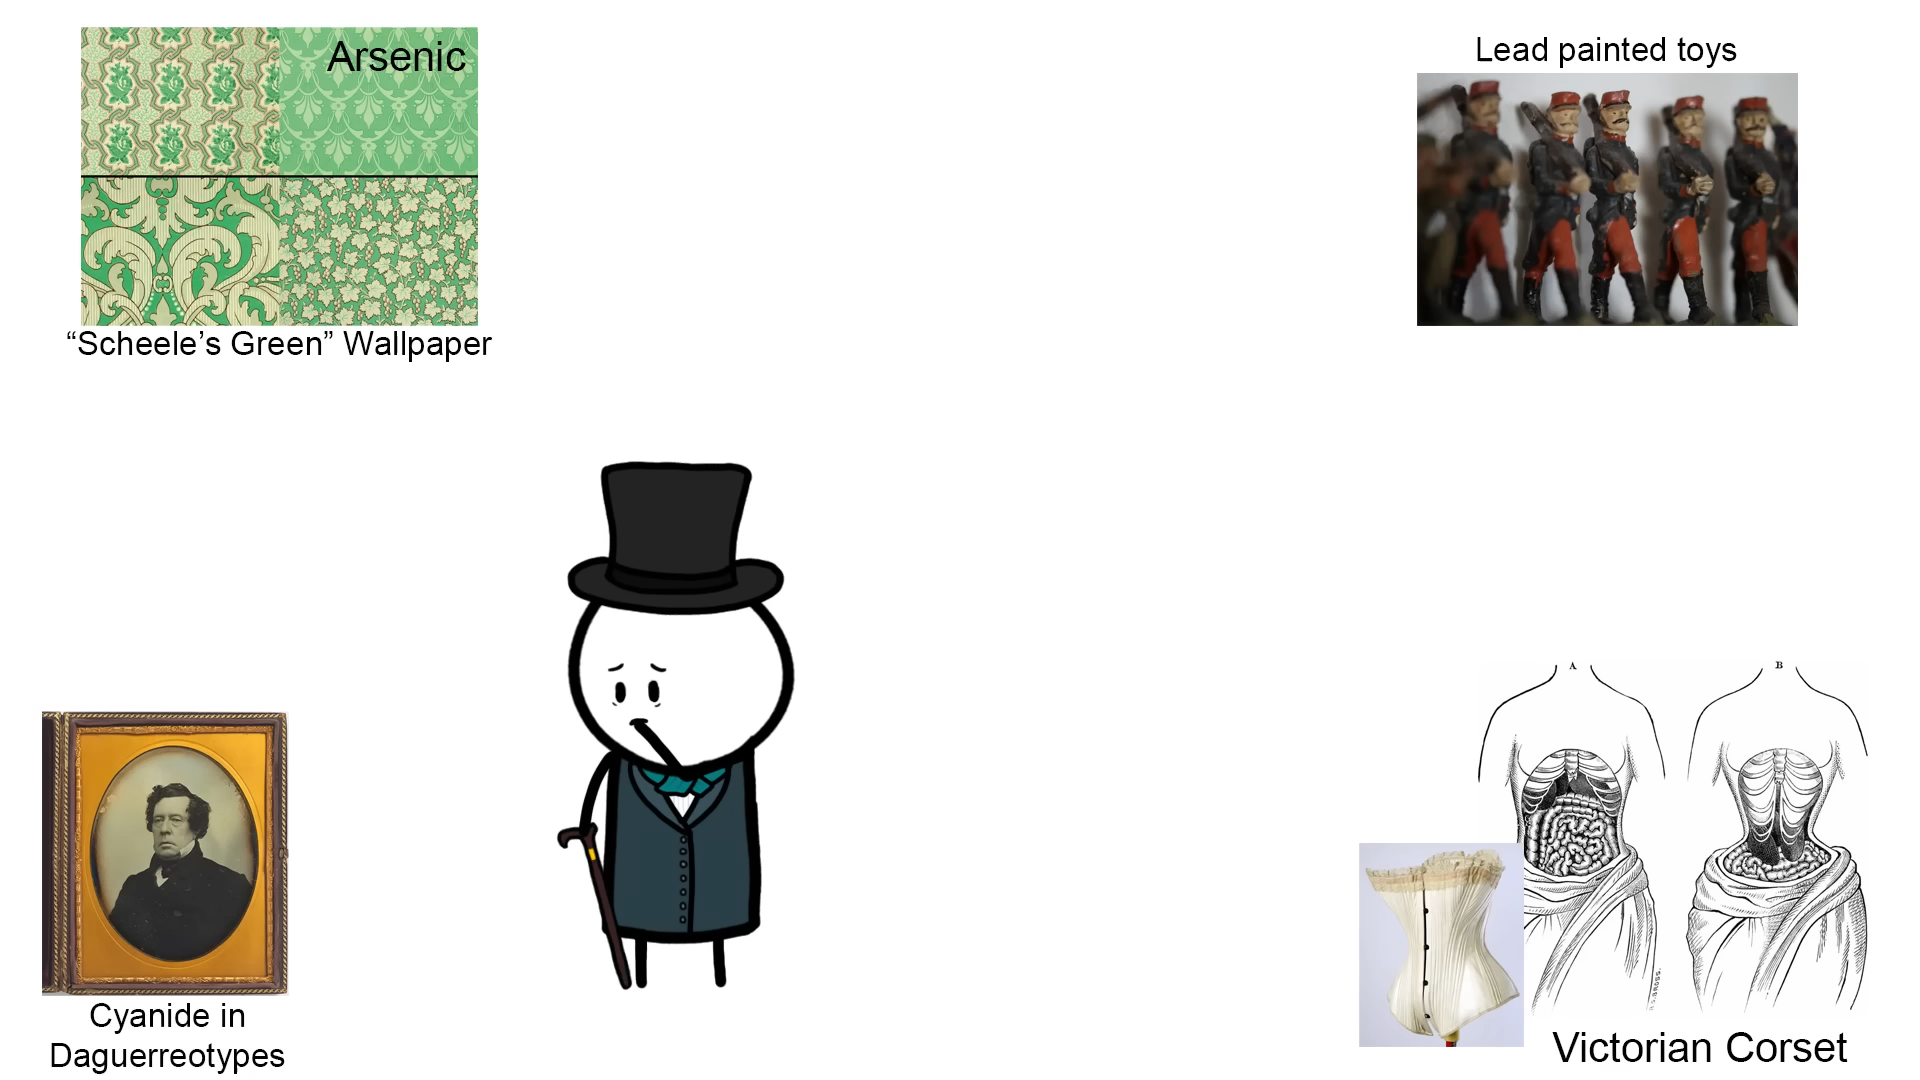 Arsenic
“Scheele’s Green” Wallpaper
Lead painted toys
Cyanide in
Daguerreotypes
A
B
Victorian Corset